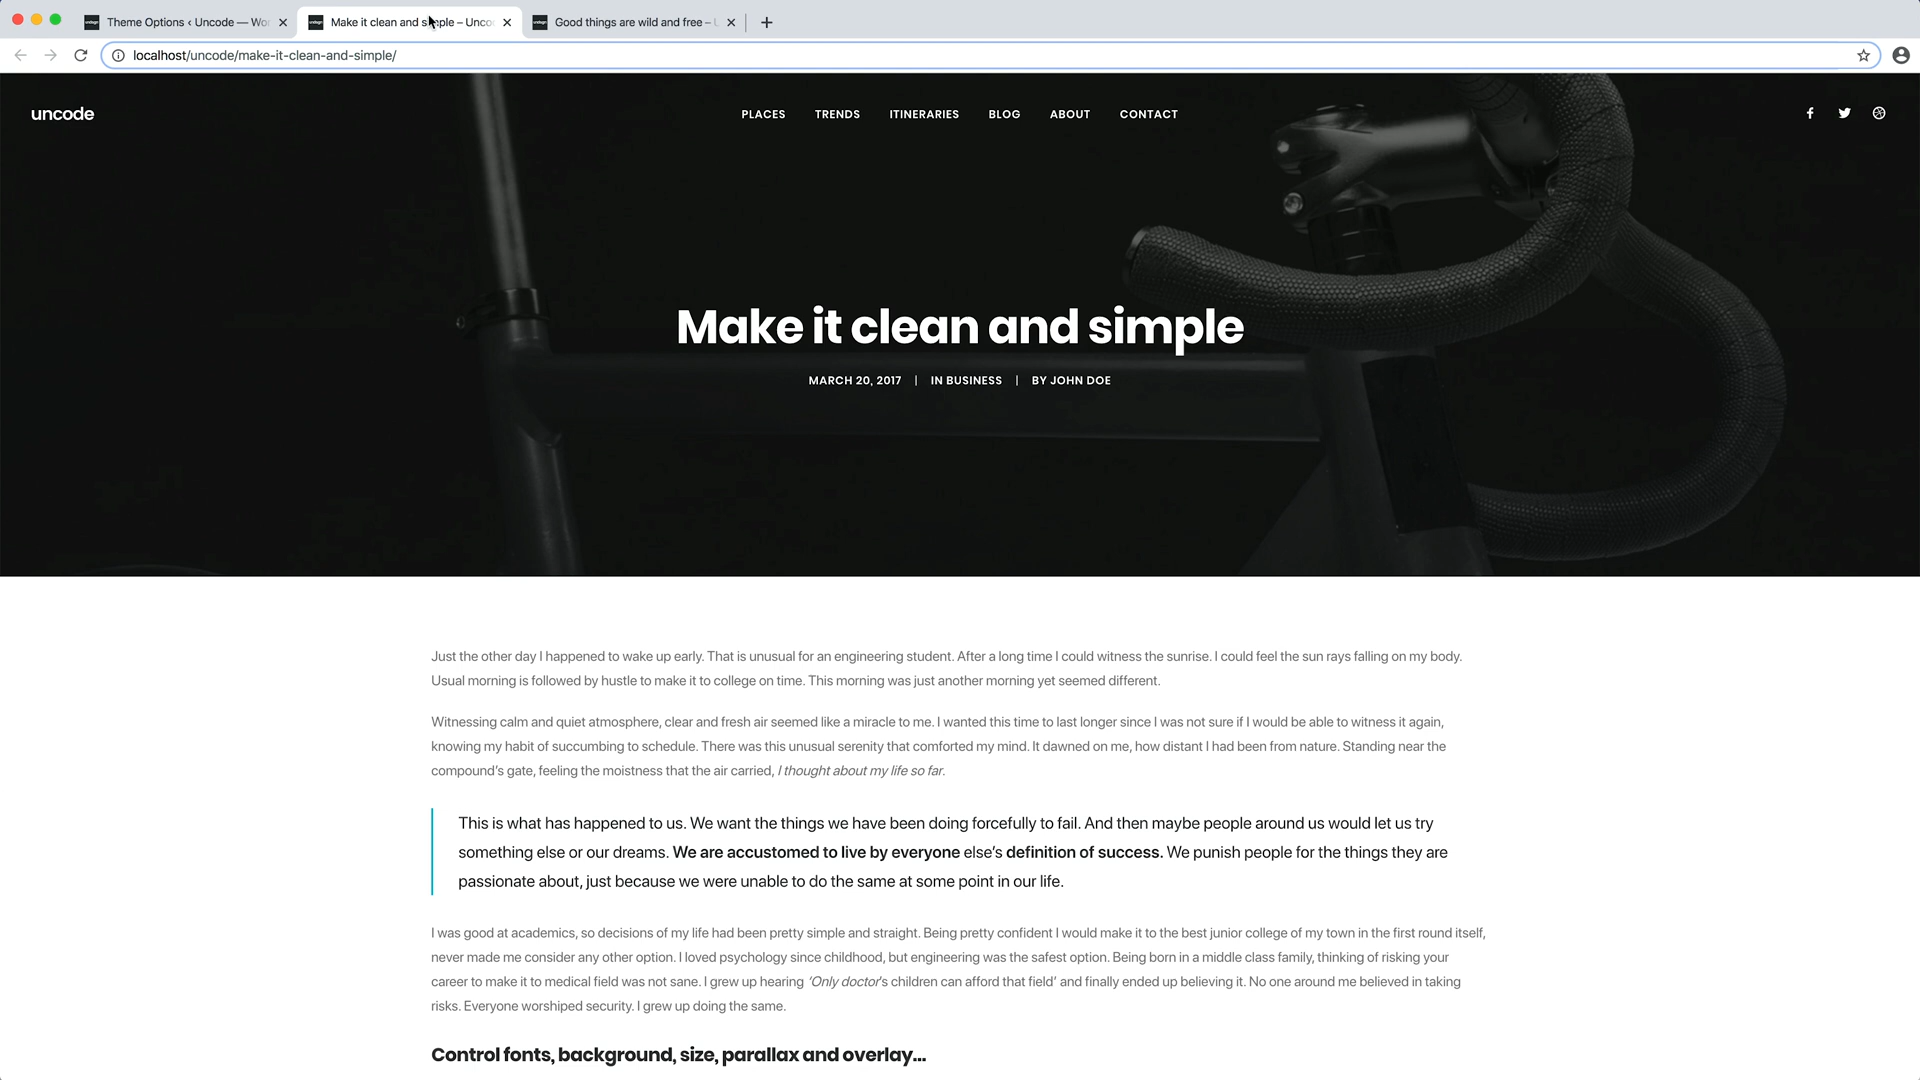 Theme Options ‹ Uncode — Wo
Make it clean and simple – Unco
Good things are wild and free –
localhost/uncode/make-it-clean-and-simple/
uncode
PLACES TRENDS ITINERARIES BLOG ABOUT CONTACT
Make it clean and simple
MARCH 20, 2017 | IN BUSINESS | BY JOHN DOE
Just the other day I happened to wake up early. That is unusual for an engineering student. After a long time I could witness the sunrise. I could feel the sun rays falling on my body.
Usual morning is followed by hustle to make it to college on time. This morning was just another morning yet seemed different.
Witnessing calm and quiet atmosphere, clear and fresh air seemed like a miracle to me. I wanted this time to last longer since I was not sure if I would be able to witness it again,
knowing my habit of succumbing to schedule. There was this unusual serenity that comforted my mind. It dawned on me, how distant I had been from nature. Standing near the
compound’s gate, feeling the moistness that the air carried, I thought about my life so far.
This is what has happened to us. We want the things we have been doing forcefully to fail. And then maybe people around us would let us try
something else or our dreams. We are accustomed to live by everyone else’s definition of success. We punish people for the things they are
passionate about, just because we were unable to do the same at some point in our life.
I was good at academics, so decisions of my life had been pretty simple and straight. Being pretty confident I would make it to the best junior college of my town in the first round itself,
never made me consider any other option. I loved psychology since childhood, but engineering was the safest option. Being born in a middle class family, thinking of risking your
career to make it to medical field was not sane. I grew up hearing ‘Only doctor’s children can afford that field’ and finally ended up believing it. No one around me believed in taking
risks. Everyone worshiped security. I grew up doing the same.
Control fonts, background, size, parallax and overlay...